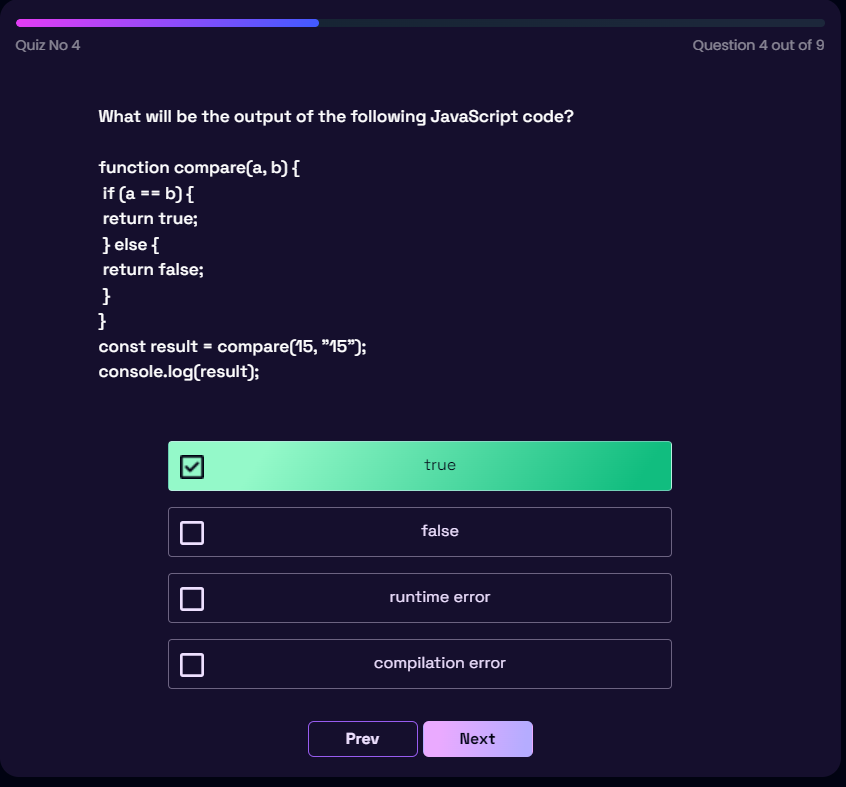 Quiz No 4
Question 4 out of 9
What will be the output of the following JavaScript code?
function compare(a, b) {
if (a == b) {
return true;
} else {
return false;
}
}
const result = compare(15, ”15”);
console.log(result);
true
false
runtime error
compilation error
Prev
Next